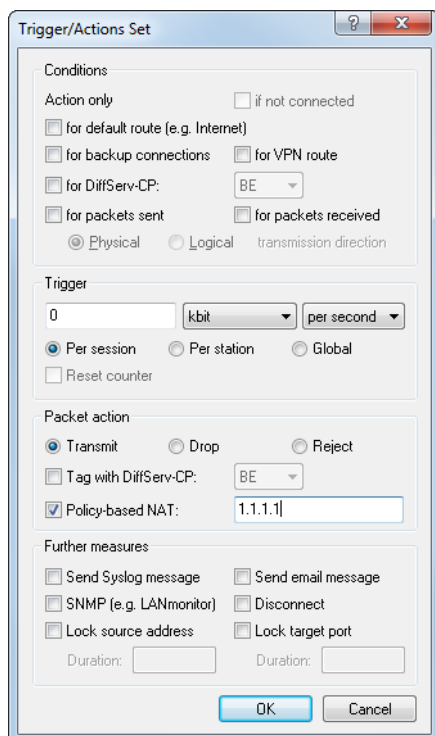 Trigger/Actions Set
Conditions
Action only if not connected
for default route (e.g. Internet)
for backup connections for VPN route
for DiffServ-CP: BE
for packets sent for packets received
Physical Logical transmission direction
Trigger
0 kbit per second
Per session Per station Global
Reset counter
Packet action
Transmit Drop Reject
Tag with DiffServ-CP: BE
Policy-based NAT: 1.1.1.1
Further measures
Send Syslog message Send email message
SNMP (e.g. LANmonitor) Disconnect
Lock source address Lock target port
Duration: Duration:
OK Cancel